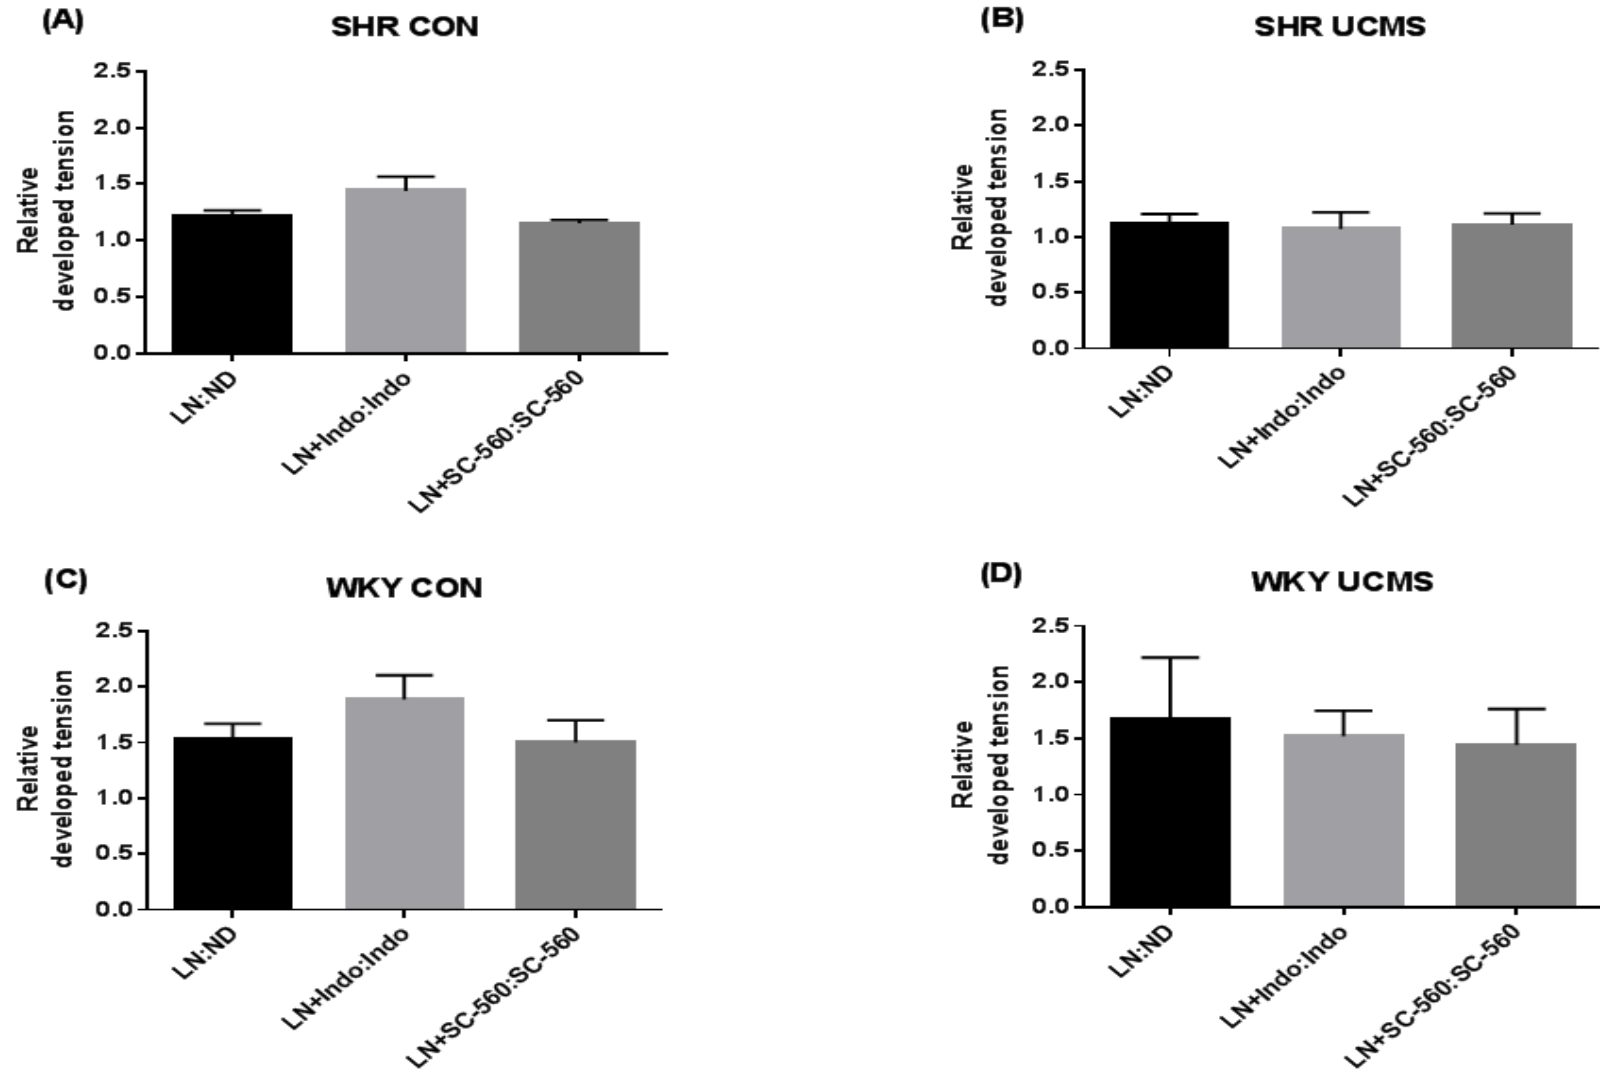 (A)
SHR CON
Relative
developed tension
2.5
2.0
1.5
1.0
0.5
0.0
LN:ND
LN+Indo:Indo
LN+SC-560:SC-560
(B)
SHR UCMS
Relative
developed tension
2.5
2.0
1.5
1.0
0.5
0.0
LN:ND
LN+Indo:Indo
LN+SC-560:SC-560
(C)
WKY CON
Relative
developed tension
2.5
2.0
1.5
1.0
0.5
0.0
LN:ND
LN+Indo:Indo
LN+SC-560:SC-560
(D)
WKY UCMS
Relative
developed tension
2.5
2.0
1.5
1.0
0.5
0.0
LN:ND
LN+Indo:Indo
LN+SC-560:SC-560